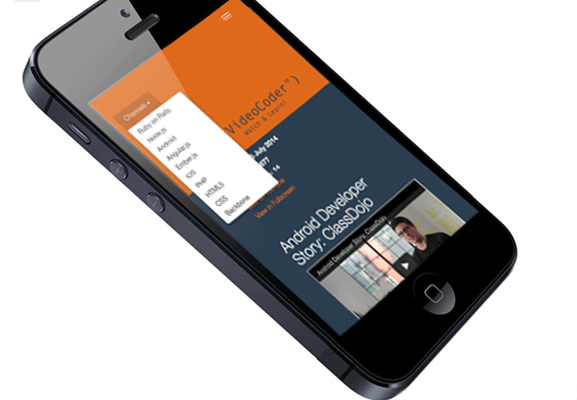 Channels
Ruby on Rails
Node.js
Android
Angular.js
Ember.js
iOS
PHP
HTML5
CSS
Backbone
VideoCoder")
Watch & Learn!
July 2014
View in Fullscreen
Android Developer
Story: ClassDojo
Android Developer Story: ClassDojo